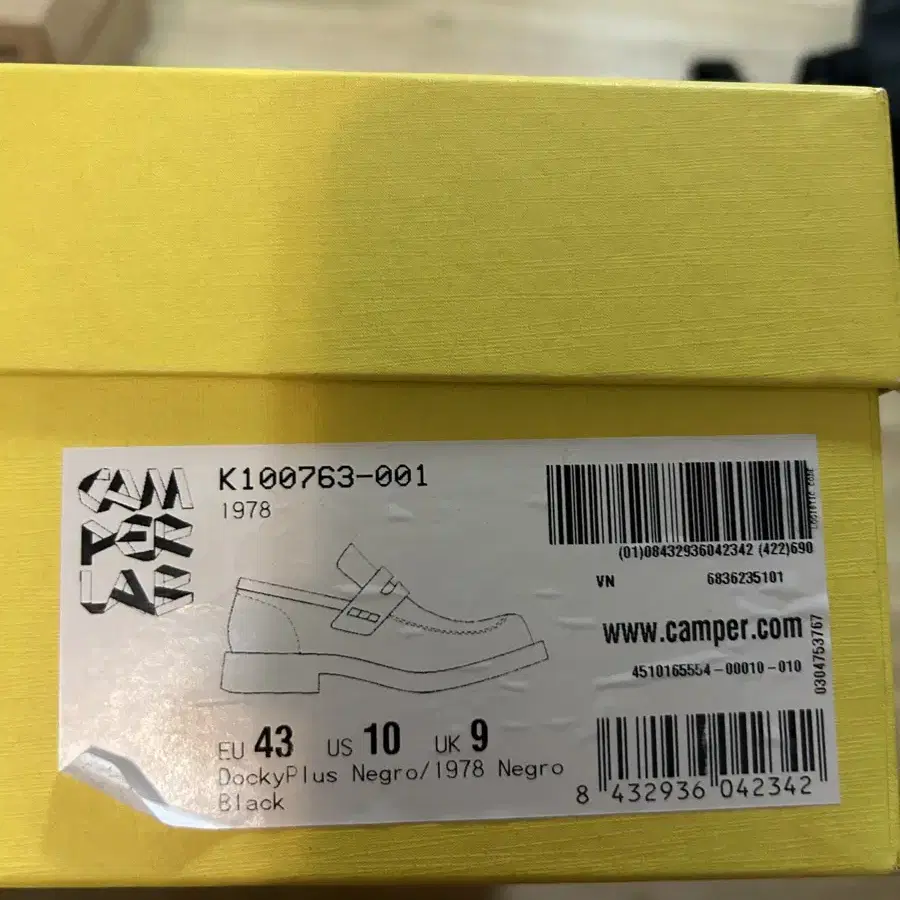 CAM
PER
LAB
K100763-001
1978
(01)08432936042342 (422)690
VN 6836235101
www.camper.com
4510165554-00010-010
0304753767
EU 43 US 10 UK 9
DockyPlus Negro/1978 Negro
Black
8 432936 042342